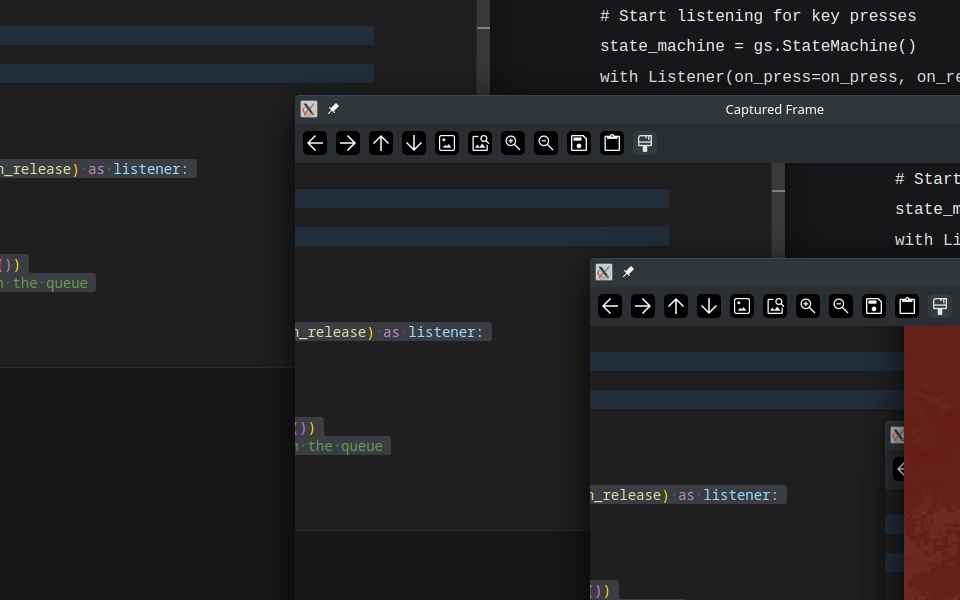 # Start listening for key presses
state_machine = gs.StateMachine()
with Listener(on_press=on_press, on_re
Captured Frame
n_release) as listener:
())
n the queue
# Start
state_m
with Li
n_release) as listener:
())
n the queue
n_release) as listener:
())